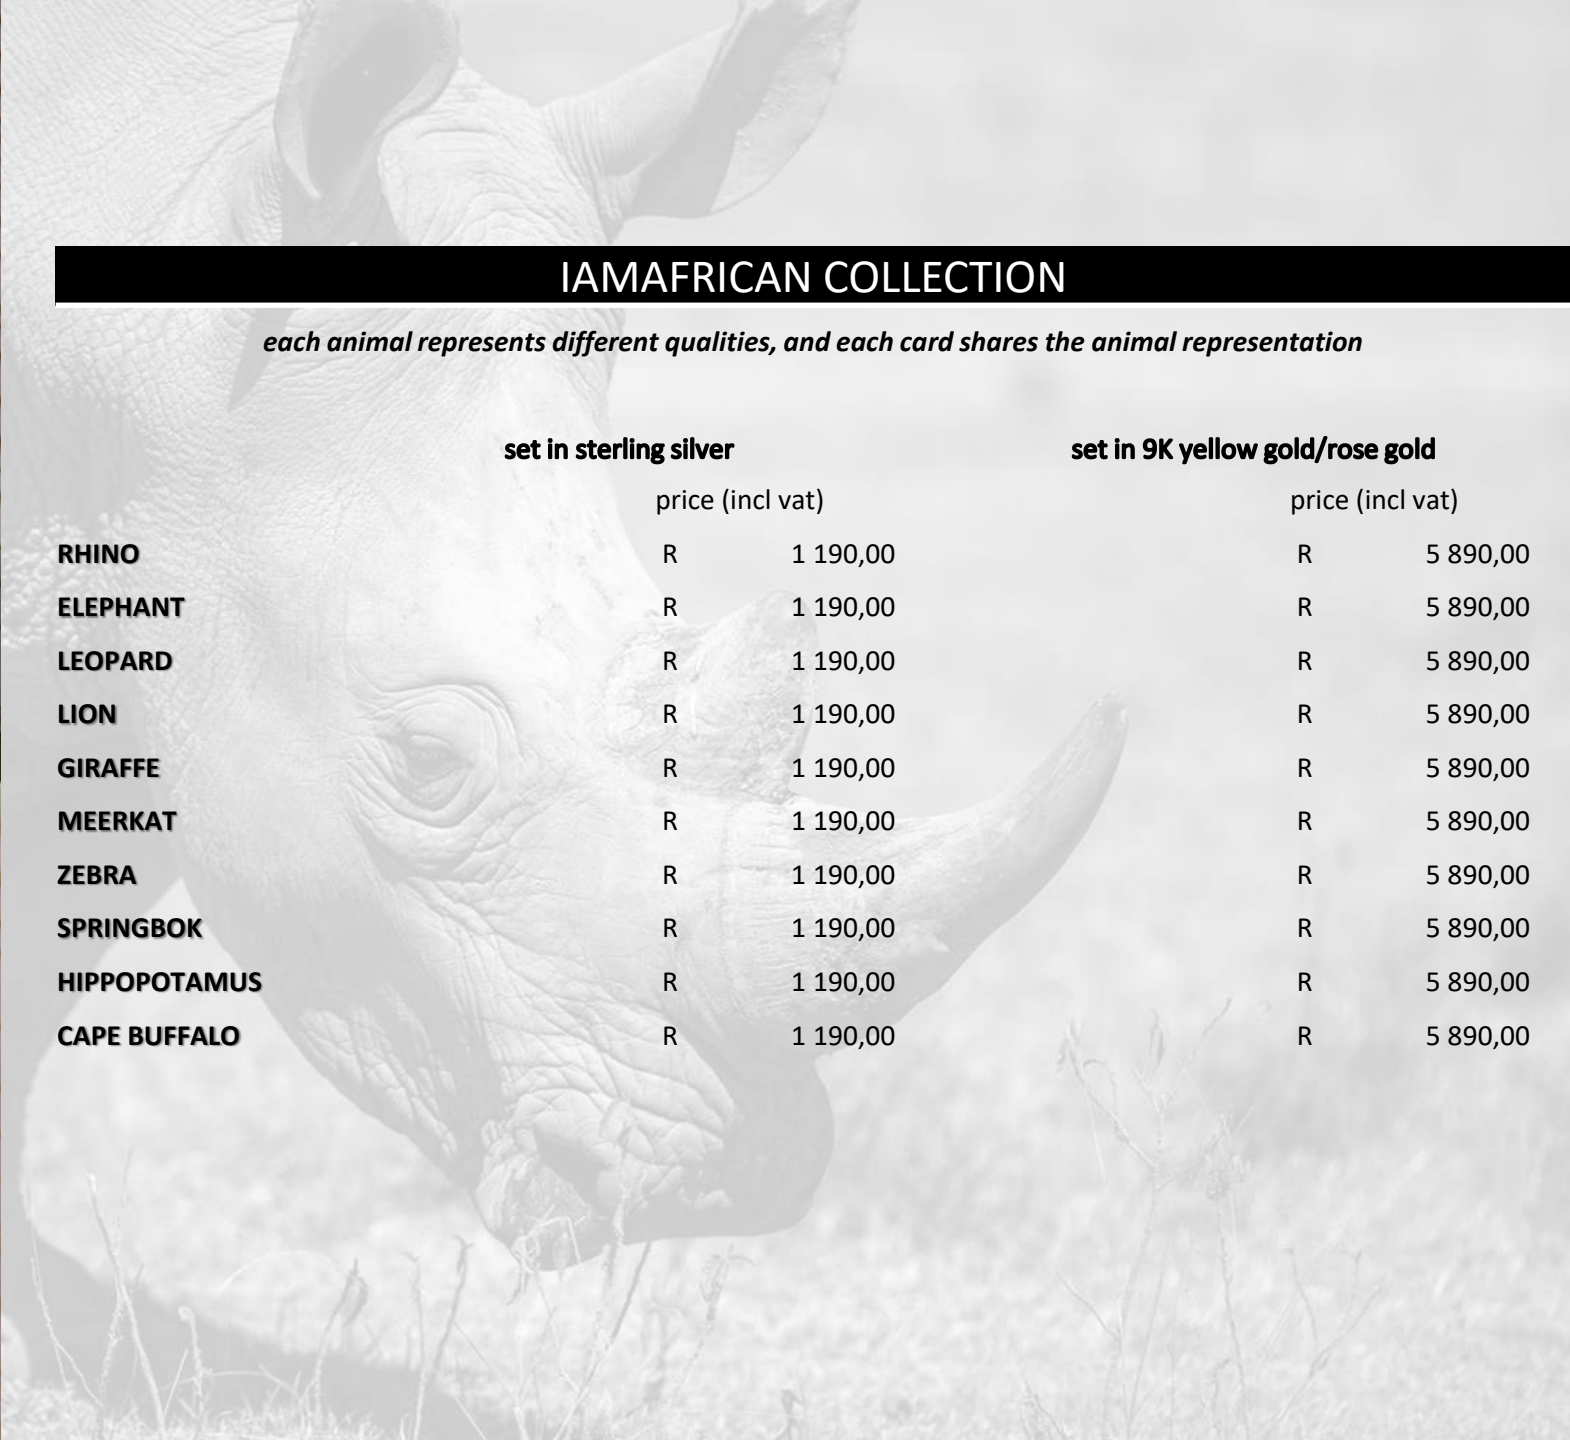 IAMAFRICAN COLLECTION
each animal represents different qualities, and each card shares the animal representation
set in sterling silver set in 9K yellow gold/rose gold
price (incl vat) price (incl vat)
RHINO R 1 190,00 R 5 890,00
ELEPHANT R 1 190,00 R 5 890,00
LEOPARD R 1 190,00 R 5 890,00
LION R 1 190,00 R 5 890,00
GIRAFFE R 1 190,00 R 5 890,00
MEERKAT R 1 190,00 R 5 890,00
ZEBRA R 1 190,00 R 5 890,00
SPRINGBOK R 1 190,00 R 5 890,00
HIPPOPOTAMUS R 1 190,00 R 5 890,00
CAPE BUFFALO R 1 190,00 R 5 890,00